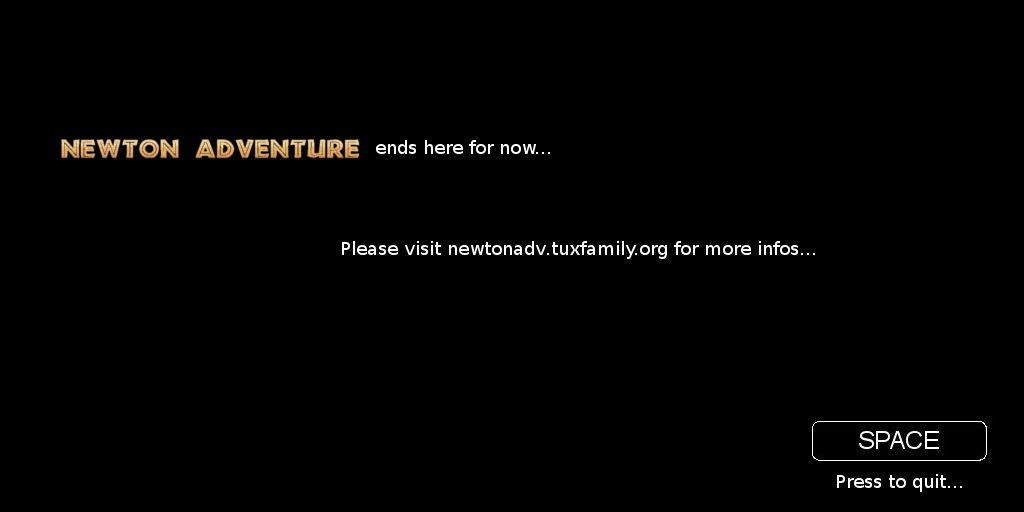 NEWTON ADVENTURE ends here for now...
Please visit newtonadv.tuxfamily.org for more infos...
SPACE
Press to quit...